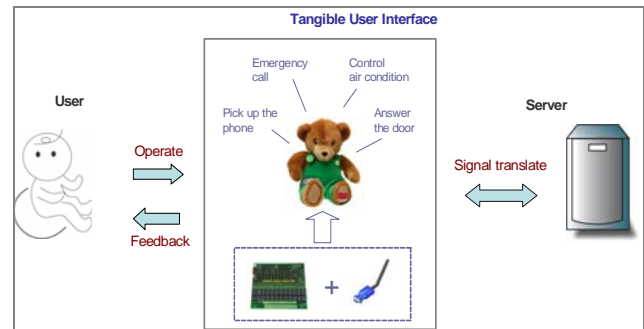 Tangible User Interface
Emergency
call
Control
air condition
User
Pick up the
phone
Answer
the door
Server
Operate
Signal translate
Feedback
+